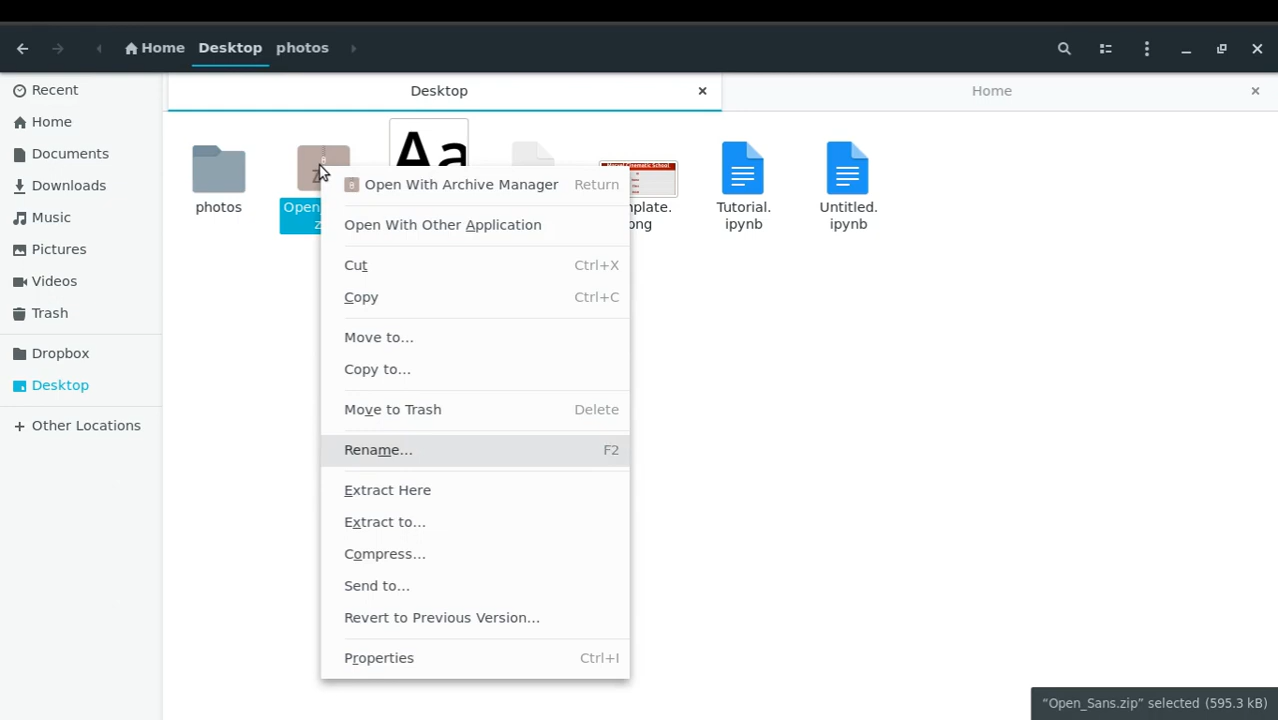 Home Desktop photos
Recent
Home
Documents
Downloads
Music
Pictures
Videos
Trash
Dropbox
Desktop
Other Locations
Desktop
Home
photos
Open
z
Aa
nplate.
ong
Tutorial.
ipynb
Untitled.
ipynb
Open With Archive Manager Return
Open With Other Application
Cut Ctrl+X
Copy Ctrl+C
Move to...
Copy to...
Move to Trash Delete
Rename... F2
Extract Here
Extract to...
Compress...
Send to...
Revert to Previous Version...
Properties Ctrl+I
“Open_Sans.zip” selected (595.3 kB)